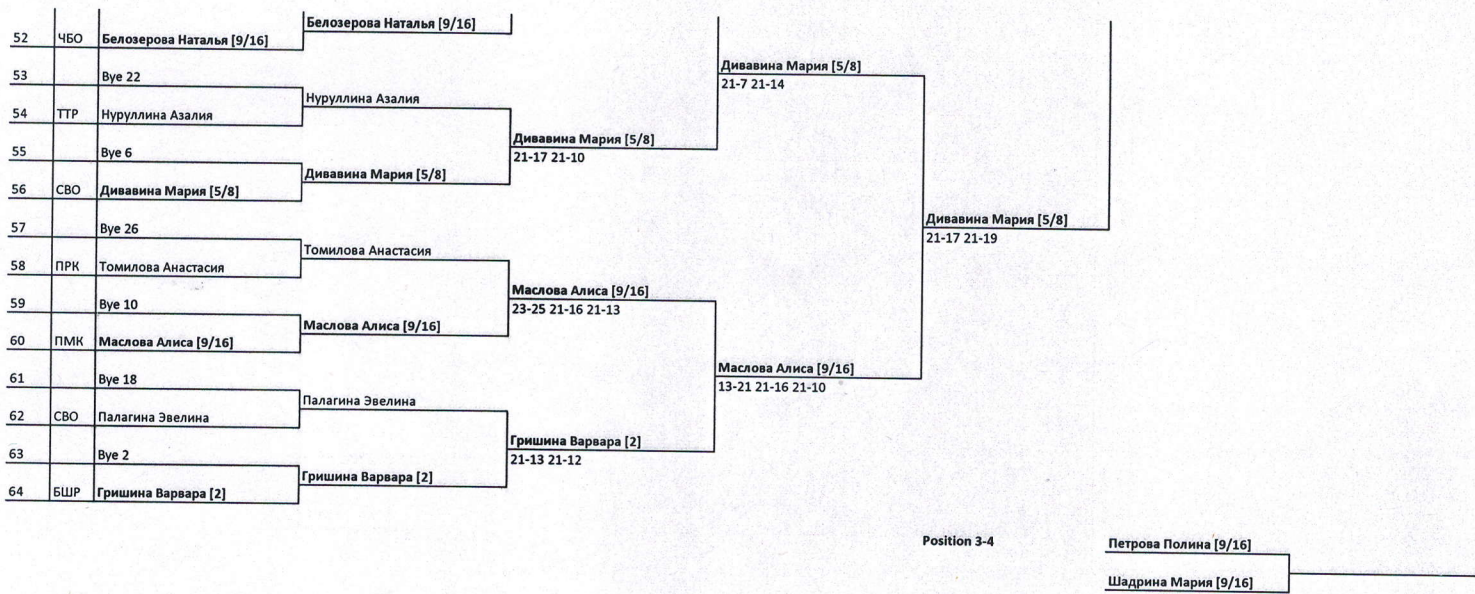 Белозерова Наталья [9/16]
52 ЧБО Белозерова Наталья [9/16]
Дивавина Мария [5/8]
53 Bye 22
21-7 21-14
Нуруллина Азалия
54 ТТР Нуруллина Азалия
Дивавина Мария [5/8]
55 Bye 6
21-17 21-10
Дивавина Мария [5/8]
56 СВО Дивавина Мария [5/8]
Дивавина Мария [5/8]
57 Bye 26
21-17 21-19
Томилова Анастасия
58 ПРК Томилова Анастасия
Маслова Алиса [9/16]
59 Bye 10
23-25 21-16 21-13
Маслова Алиса [9/16]
60 ПМК Маслова Алиса [9/16]
Маслова Алиса [9/16]
61 Bye 18
13-21 21-16 21-10
Палагина Эвелина
62 СВО Палагина Эвелина
Гришина Варвара [2]
63 Bye 2
21-13 21-12
Гришина Варвара [2]
64 БШР Гришина Варвара [2]
Position 3-4
Петрова Полина [9/16]
Шадрина Мария [9/16]